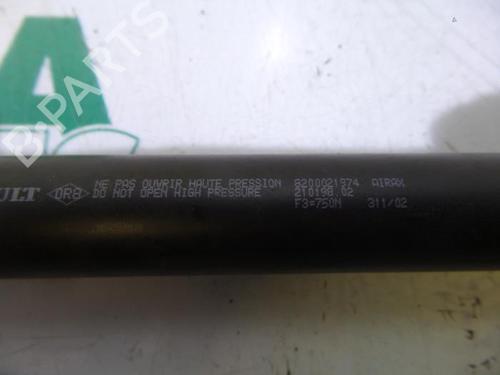 B-Parts
ULT DR8 NE PAS OUVRIR HAUTE PRESSION 8200021974 AIRAX
DO NOT OPEN HIGH PRESSURE 210198 02
F3=750N 311/02